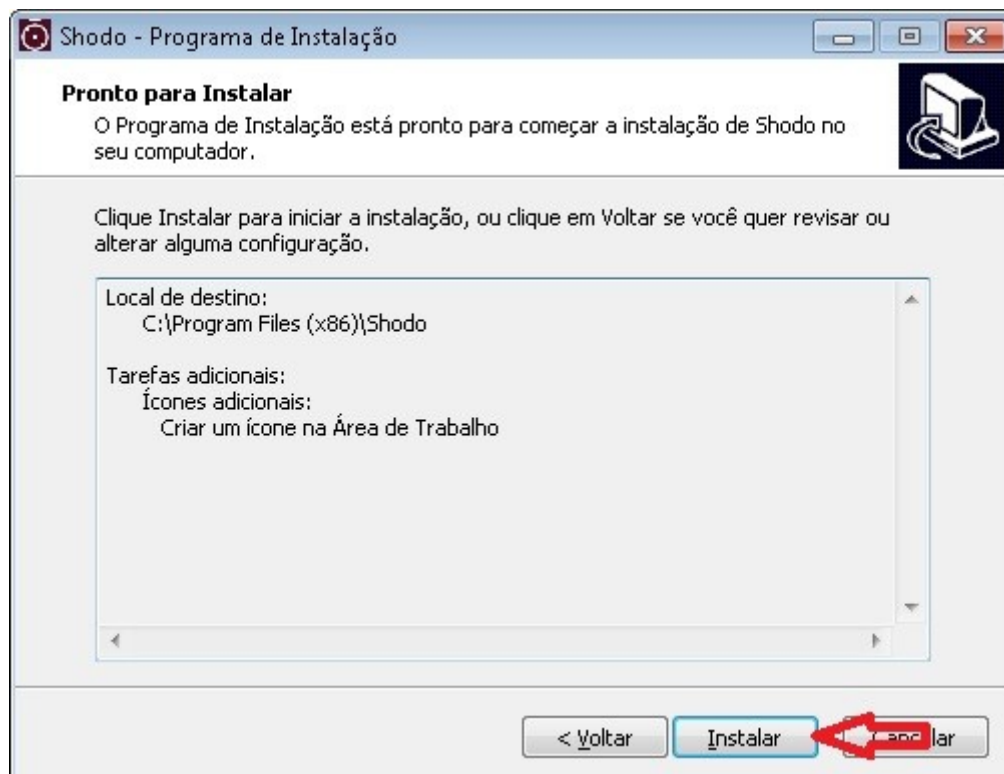 Shodo - Programa de Instalação
Pronto para Instalar
O Programa de Instalação está pronto para começar a instalação de Shodo no
seu computador.
Clique Instalar para iniciar a instalação, ou clique em Voltar se você quer revisar ou
alterar alguma configuração.
Local de destino:
C:\Program Files (x86)\Shodo
Tarefas adicionais:
Ícones adicionais:
Criar um ícone na Área de Trabalho
< Voltar
Instalar
Cancelar